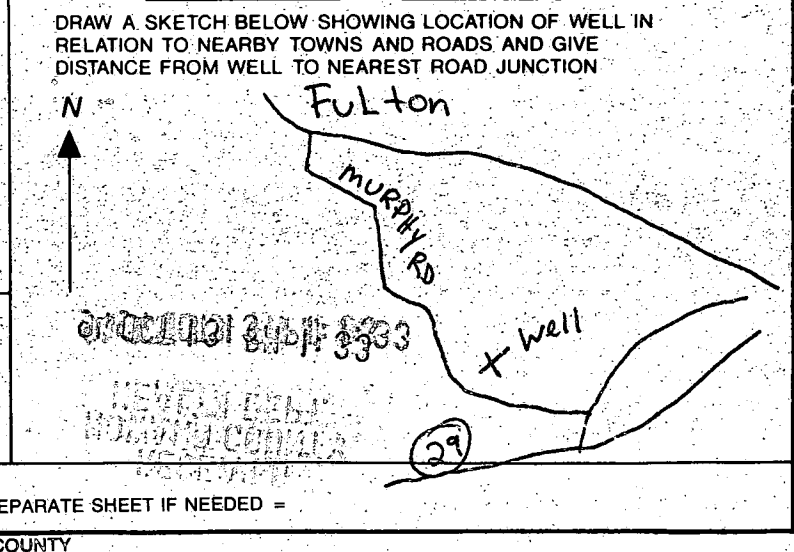 DRAW A SKETCH BELOW SHOWING LOCATION OF WELL IN
RELATION TO NEARBY TOWNS AND ROADS AND GIVE
DISTANCE FROM WELL TO NEAREST ROAD JUNCTION
N
Fulton
MURPHY RD
+ Well
29
EPARATE SHEET IF NEEDED =
COUNTY